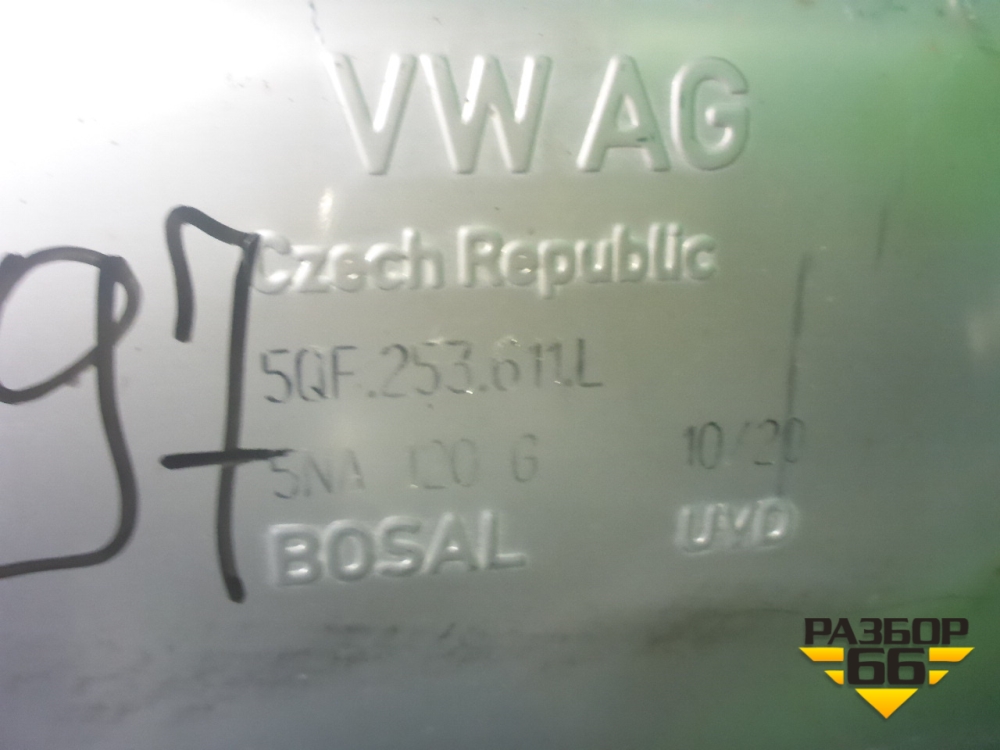 VW AG
Czech Republic
97
5QF.253.611.L
5NA 120 G 10/20
BOSAL UVD
РАЗБОР
66